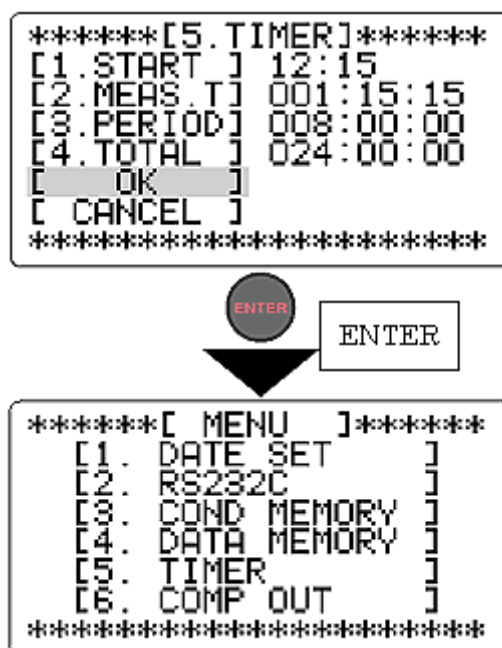 ******[5.TIMER]******
[1.START ] 12:15
[2.MEAS.T] 001:15:15
[3.PERIOD] 008:00:00
[4.TOTAL ] 024:00:00
[ OK ]
[ CANCEL ]
*********************
ENTER
ENTER
******[ MENU ]******
[1. DATE SET ]
[2. RS232C ]
[3. COND MEMORY ]
[4. DATA MEMORY ]
[5. TIMER ]
[6. COMP OUT ]
*********************